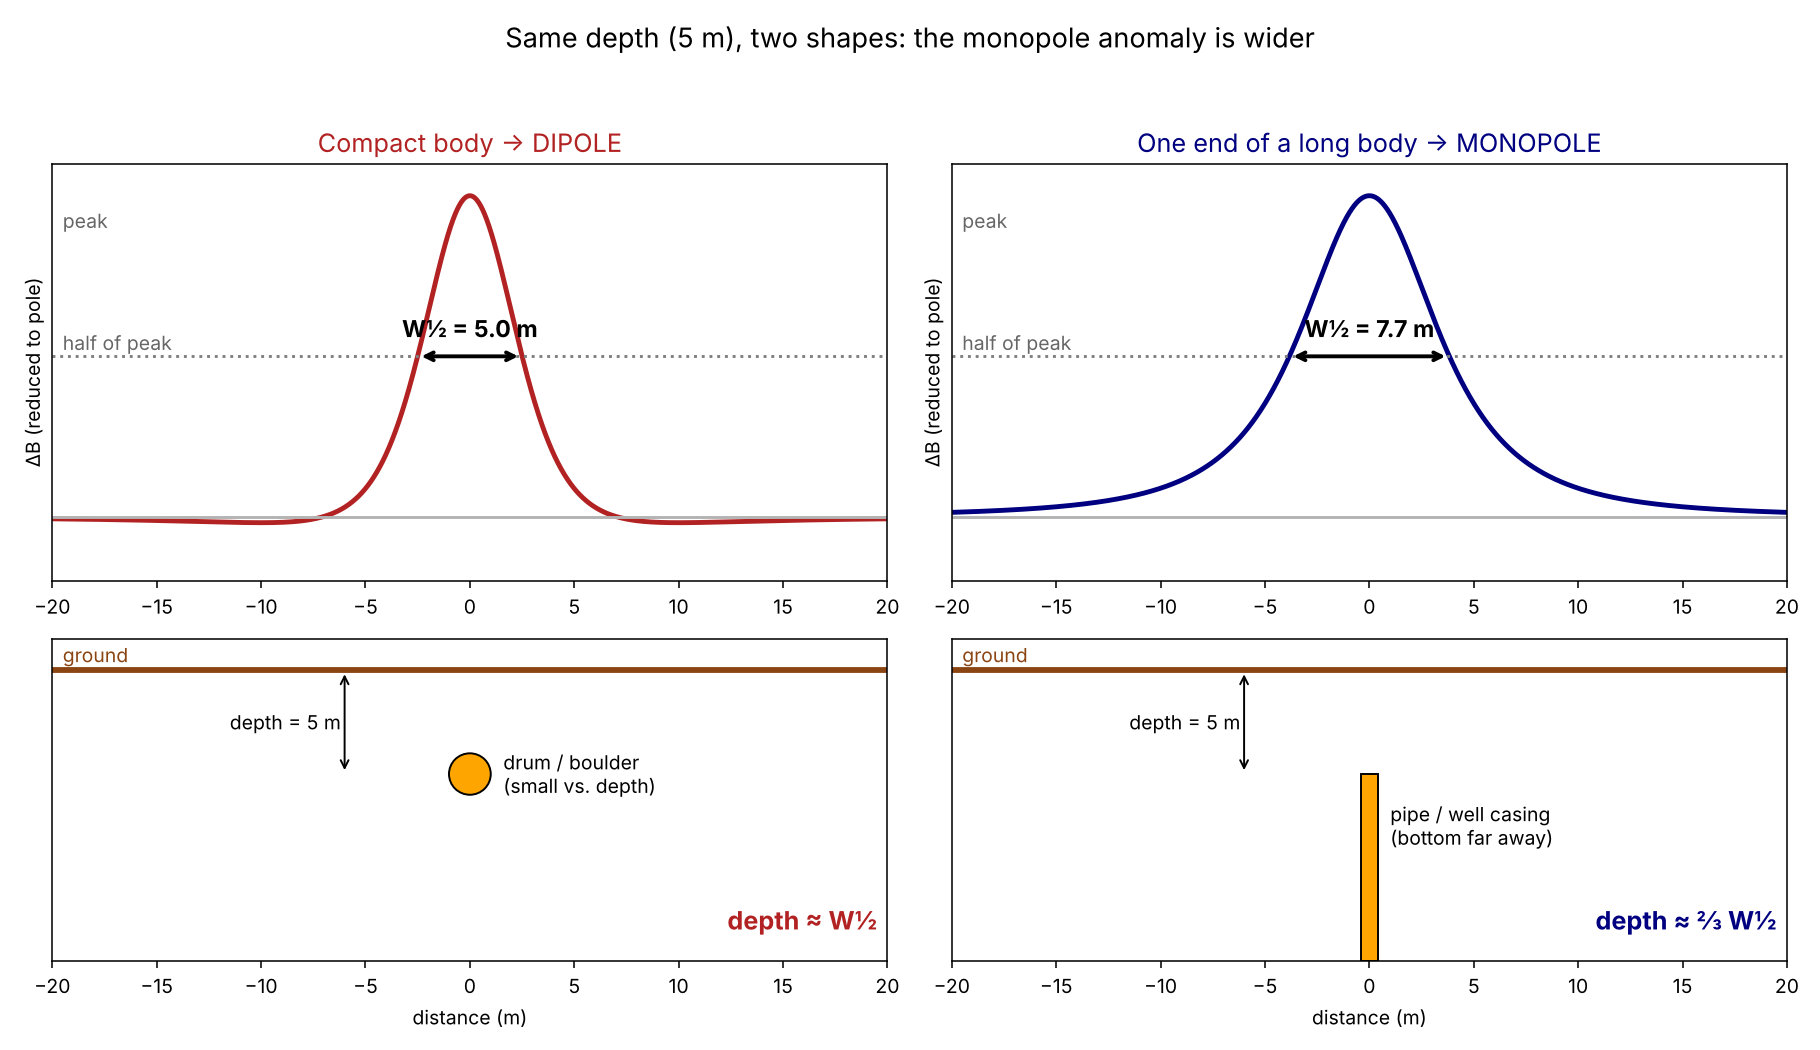 Same depth (5 m), two shapes: the monopole anomaly is wider
Compact body → DIPOLE
ΔB (reduced to pole)
peak
half of peak
W½ = 5.0 m
−20 −15 −10 −5 0 5 10 15 20
One end of a long body → MONOPOLE
ΔB (reduced to pole)
peak
half of peak
W½ = 7.7 m
−20 −15 −10 −5 0 5 10 15 20
ground
depth = 5 m
drum / boulder
(small vs. depth)
depth ≈ W½
−20 −15 −10 −5 0 5 10 15 20
distance (m)
ground
depth = 5 m
pipe / well casing
(bottom far away)
depth ≈ ⅔ W½
−20 −15 −10 −5 0 5 10 15 20
distance (m)